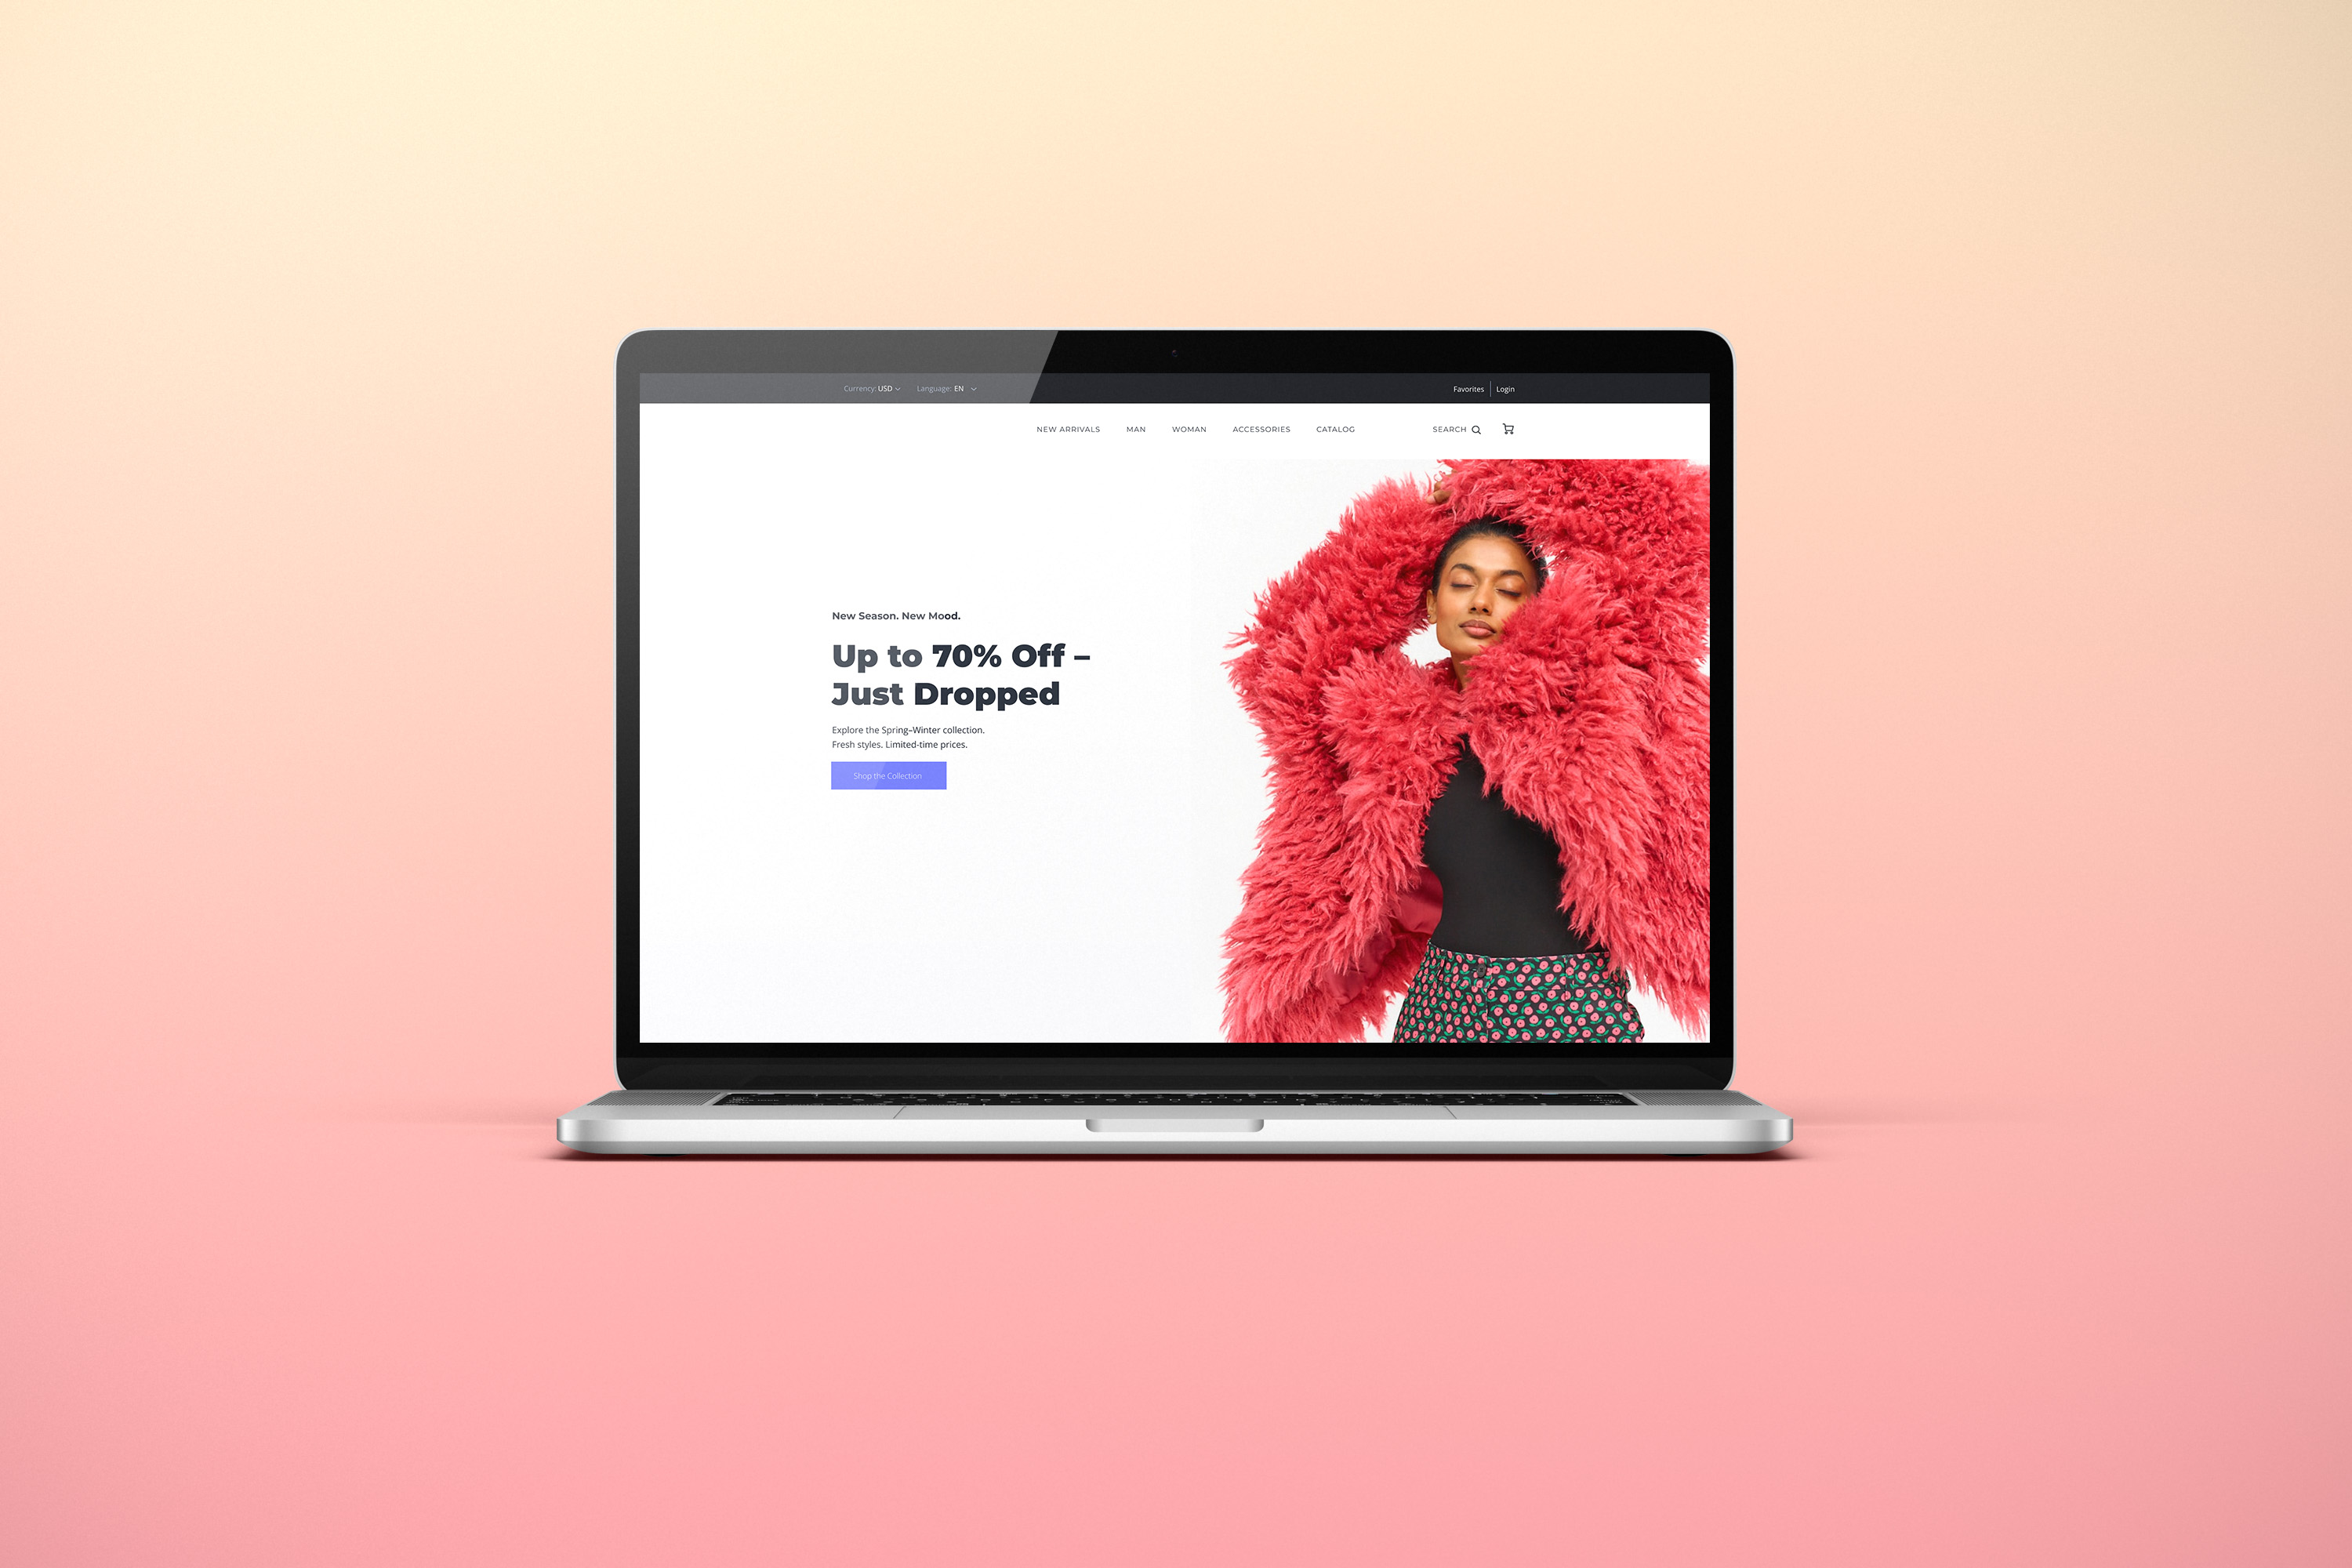 Currency: USD Language: EN Favorites Login
NEW ARRIVALS MAN WOMAN ACCESSORIES CATALOG SEARCH
New Season. New Mood.
Up to 70% Off –
Just Dropped
Explore the Spring–Winter collection.
Fresh styles. Limited-time prices.
Shop the Collection